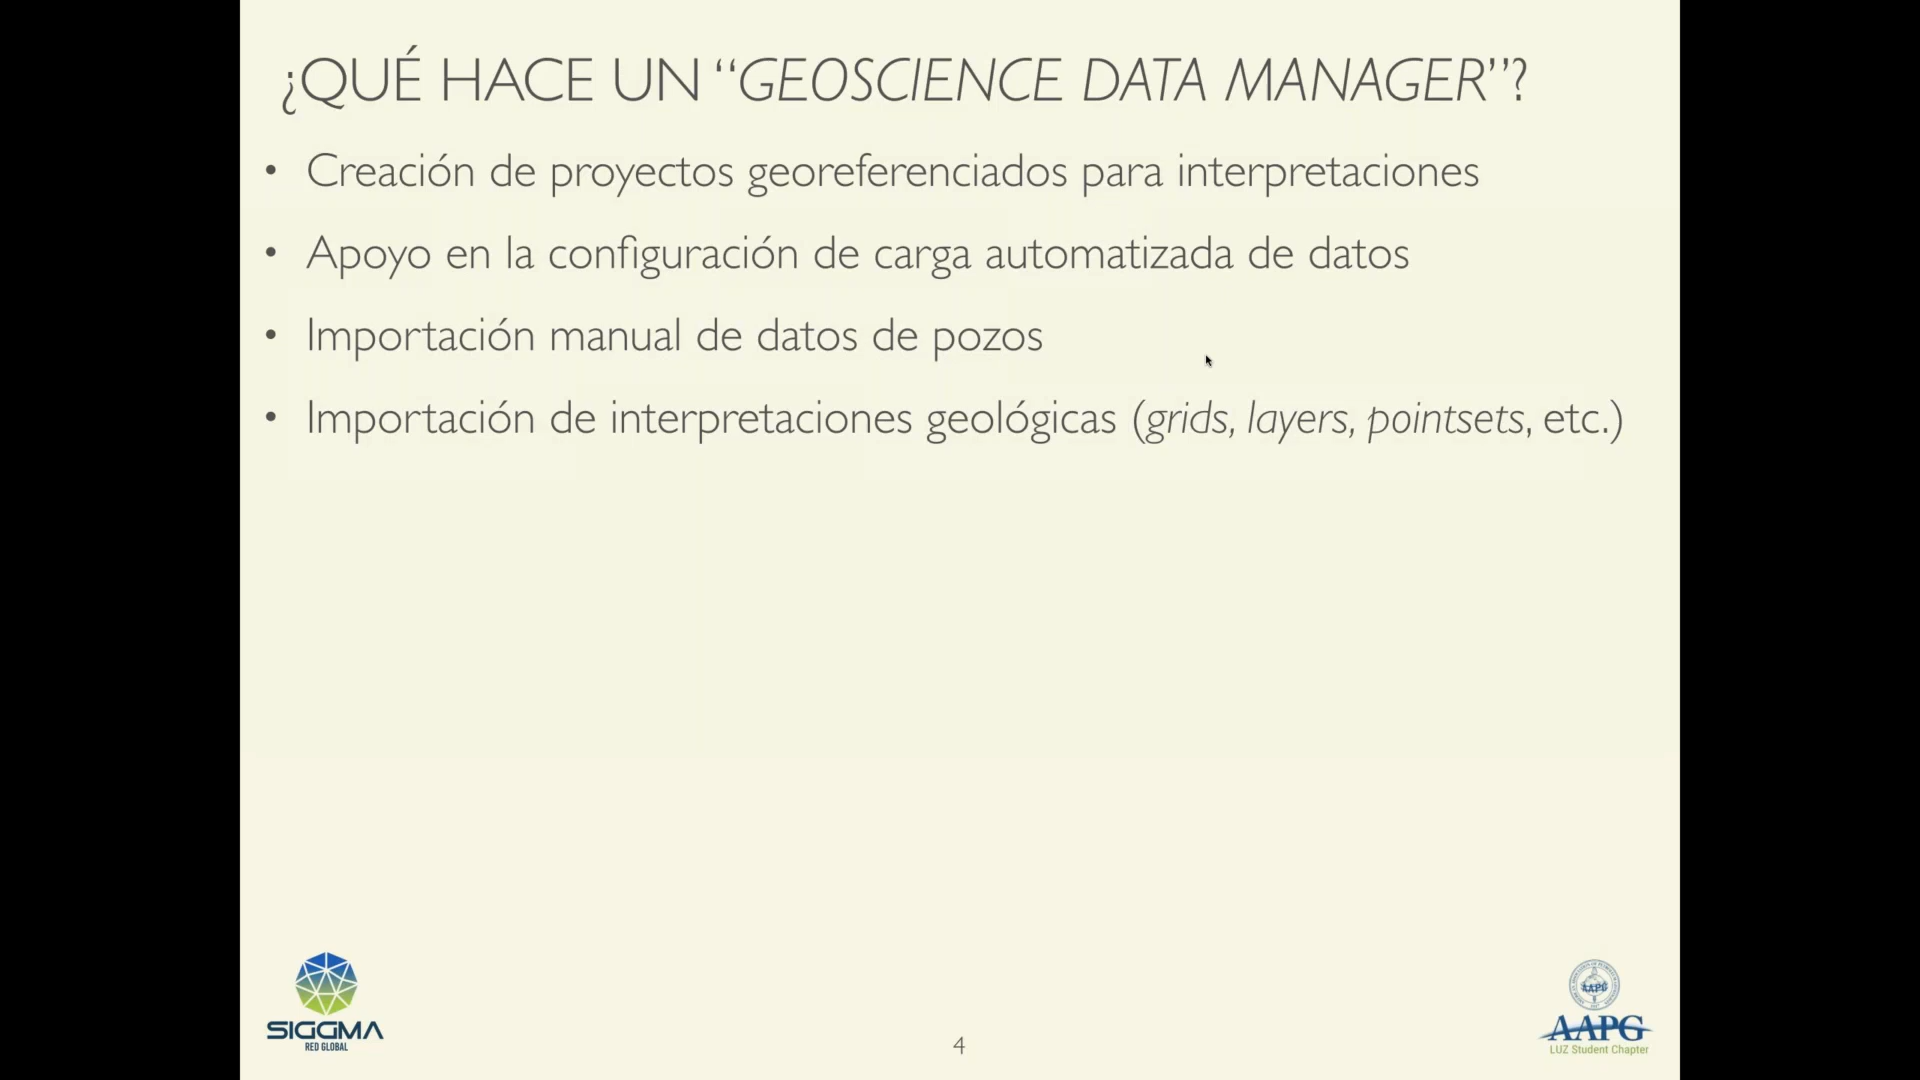 ¿QUÉ HACE UN “GEOSCIENCE DATA MANAGER”?
• Creación de proyectos georeferenciados para interpretaciones
• Apoyo en la configuración de carga automatizada de datos
• Importación manual de datos de pozos
• Importación de interpretaciones geológicas (grids, layers, pointsets, etc.)
SIGGMA
RED GLOBAL
4
AAPG
AAPG
LUZ Student Chapter